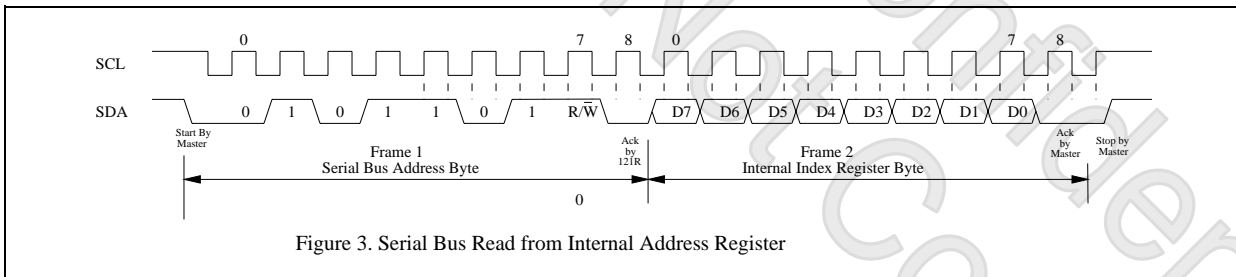 0 7 8 0 7 8
SCL
SDA 0 1 0 1 1 0 1 R/W̅ D7 D6 D5 D4 D3 D2 D1 D0
Start By
Master
Ack
by
121R
Ack
by
Master
Stop by
Master
Frame 1
Serial Bus Address Byte
Frame 2
Internal Index Register Byte
0
Figure 3. Serial Bus Read from Internal Address Register
Not
Confiden
Co